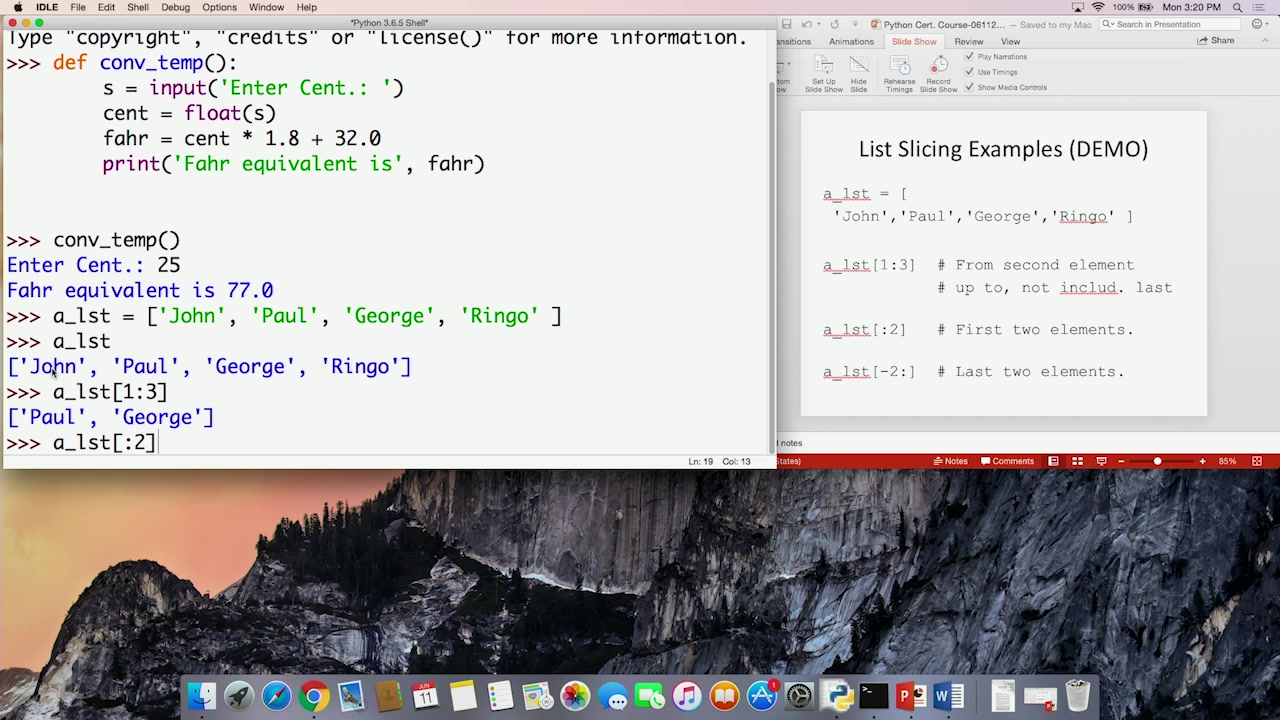 IDLE File Edit Shell Debug Options Window Help 100% Mon 3:20 PM
*Python 3.6.5 Shell*
Type "copyright", "credits" or "license()" for more information.
>>> def conv_temp():
s = input('Enter Cent.: ')
cent = float(s)
fahr = cent * 1.8 + 32.0
print('Fahr equivalent is', fahr)
>>> conv_temp()
Enter Cent.: 25
Fahr equivalent is 77.0
>>> a_lst = ['John', 'Paul', 'George', 'Ringo' ]
>>> a_lst
['John', 'Paul', 'George', 'Ringo']
>>> a_lst[1:3]
['Paul', 'George']
>>> a_lst[:2]
Ln: 19 Col: 13
Python Cert. Course-06112... — Saved to my Mac
Search in Presentation
nsitions Animations Slide Show Review View Share
Set Up
Slide Show
Hide
Slide
Rehearse
Timings
Record
Slide Show
Play Narrations
Use Timings
Show Media Controls
List Slicing Examples (DEMO)
a_lst = [
'John','Paul','George','Ringo' ]
a_lst[1:3] # From second element
# up to, not includ. last
a_lst[:2] # First two elements.
a_lst[-2:] # Last two elements.
notes
States) Notes Comments 85%
JUN
11
1